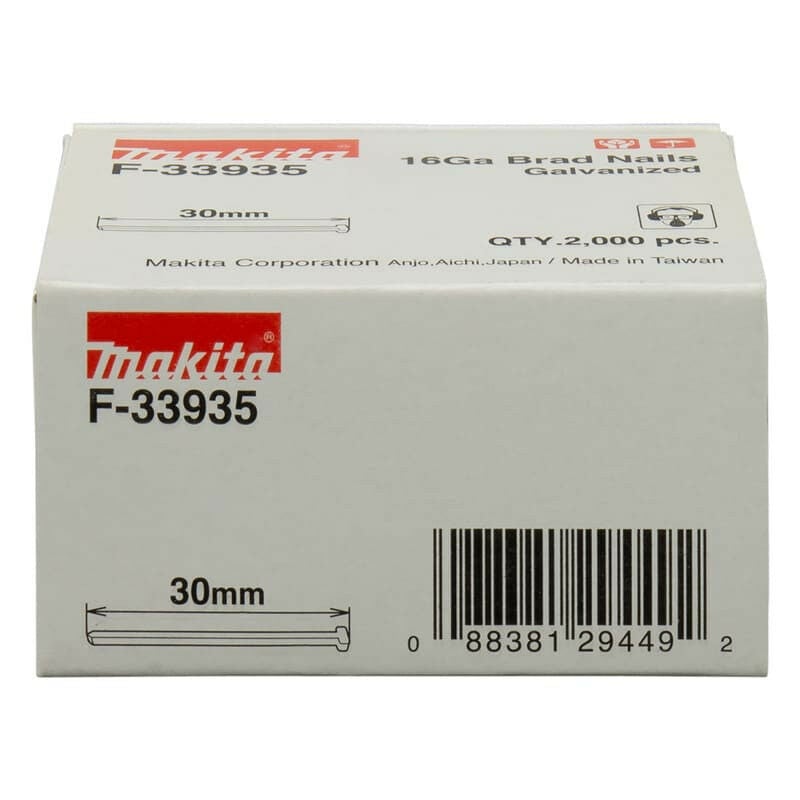 makita®
F-33935
16Ga Brad Nails
Galvanized
30mm
QTY.2,000 pcs.
Makita Corporation Anjo,Aichi,Japan / Made in Taiwan
makita®
F-33935
30mm
0 88381 29449 2